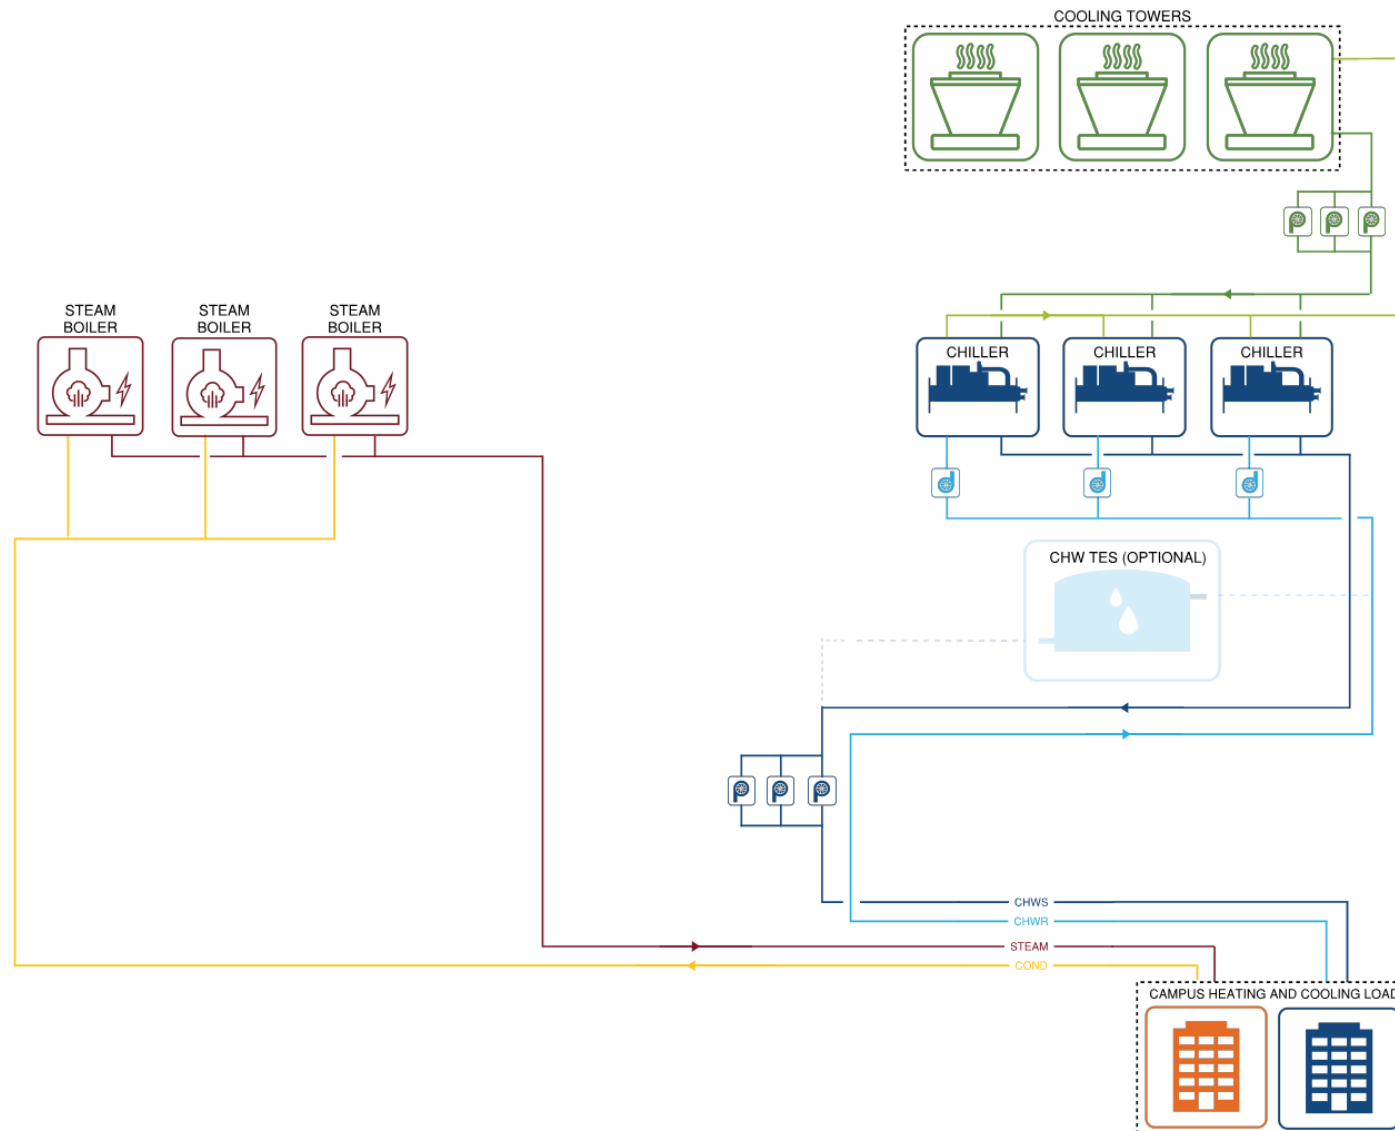 COOLING TOWERS
STEAM
BOILER
STEAM
BOILER
STEAM
BOILER
CHILLER
CHILLER
CHILLER
CHW TES (OPTIONAL)
CHWS
CHWR
STEAM
COND
CAMPUS HEATING AND COOLING LOAD